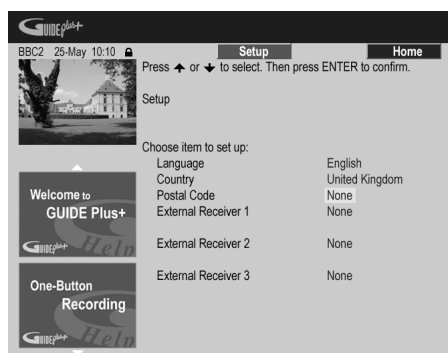 GUIDE Plus+
BBC2 25-May 10:10
Setup
Home
Press ↑ or ↓ to select. Then press ENTER to confirm.
Setup
Choose item to set up:
Language English
Country United Kingdom
Postal Code None
External Receiver 1 None
External Receiver 2 None
External Receiver 3 None
Welcome to
GUIDE Plus+
GUIDE Plus+ Help
One-Button
Recording
GUIDE Plus+ Help